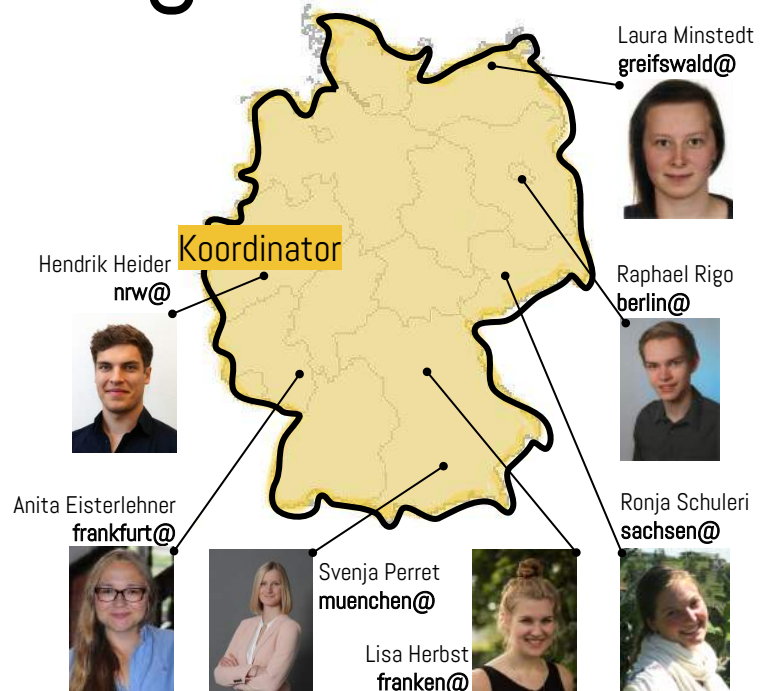 g
Laura Minstedt
greifswald@
Koordinator
Hendrik Heider
nrw@
Raphael Rigo
berlin@
Anita Eisterlehner
frankfurt@
Svenja Perret
muenchen@
Lisa Herbst
franken@
Ronja Schuleri
sachsen@